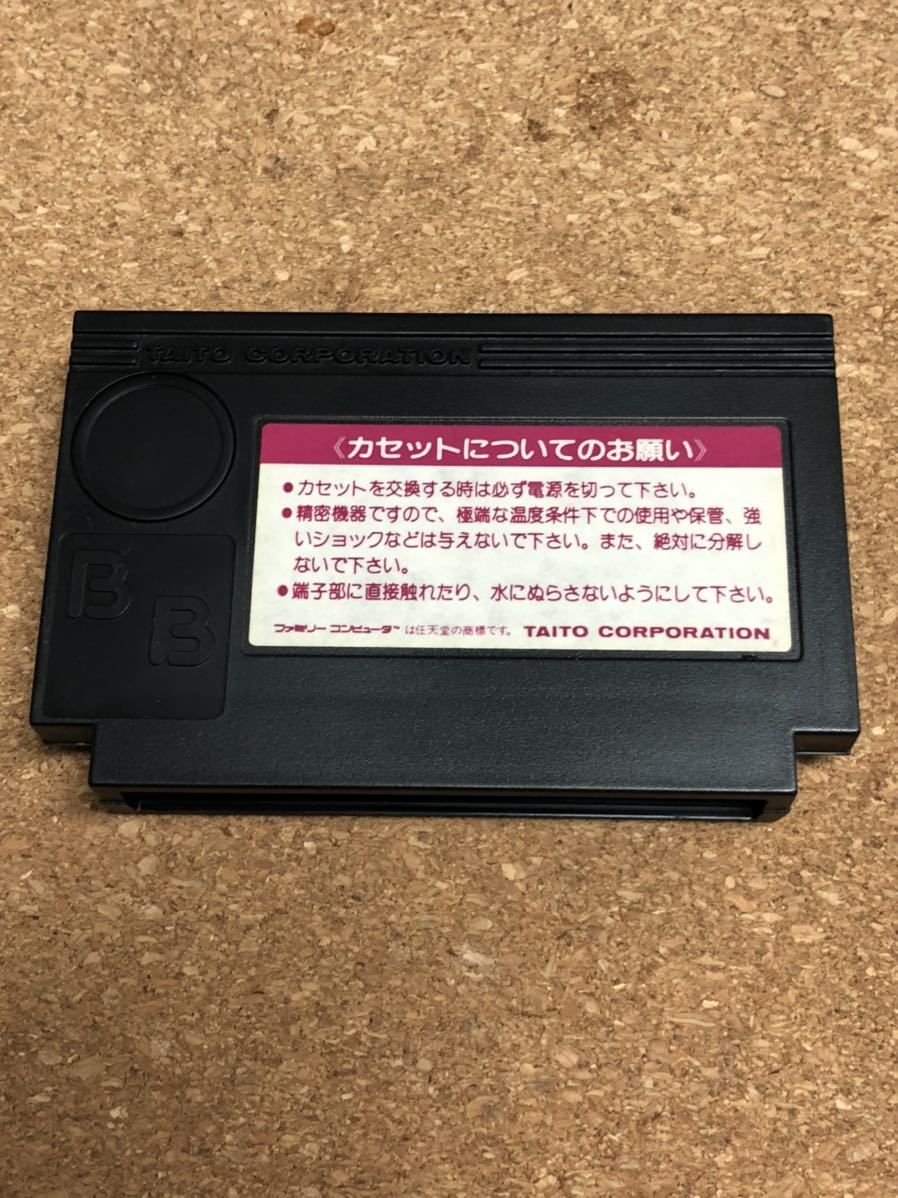 TAITO CORPORATION
《カセットについてのお願い》
●カセットを交換する時は必ず電源を切って下さい。
●精密機器ですので、極端な温度条件下での使用や保管、強
いショックなどは与えないで下さい。また、絶対に分解し
ないで下さい。
●端子部に直接触れたり、水にぬらさないようにして下さい。
ファミリー コンピュータ™ は任天堂の商標です。 TAITO CORPORATION
B
B